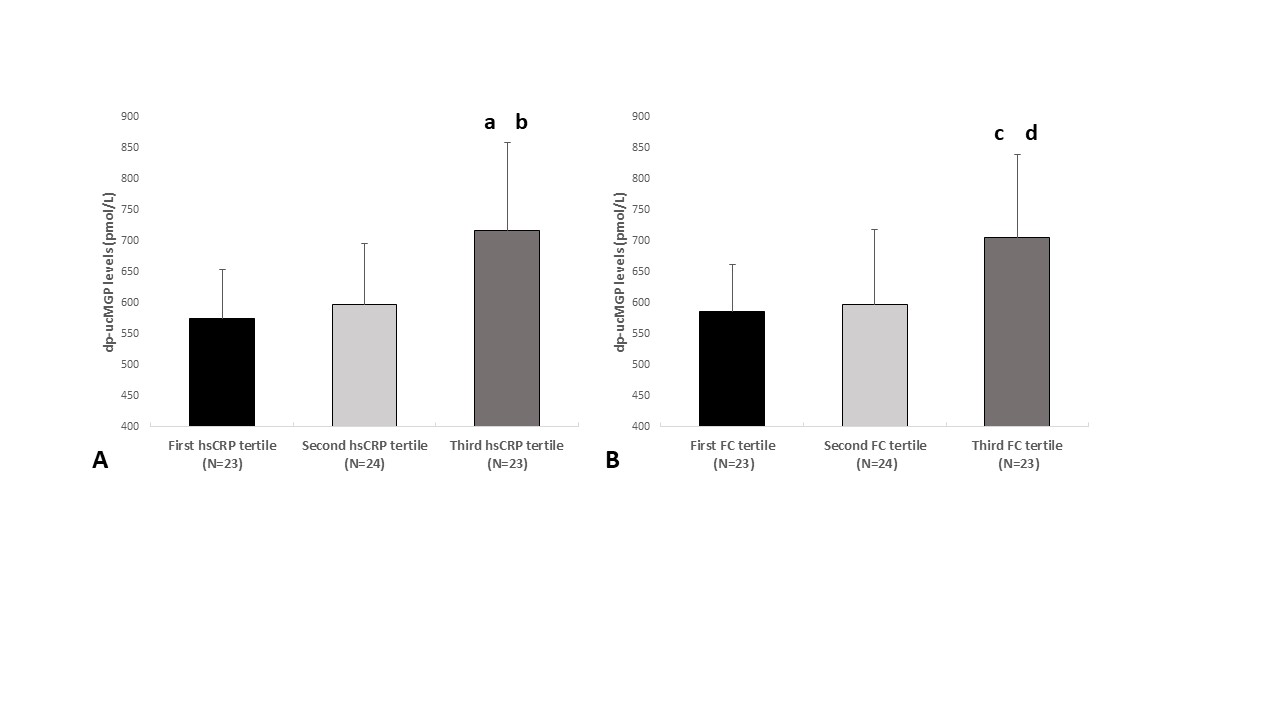 a b
900
850
800
750
700
650
600
550
500
450
400
dp-ucMGP levels (pmol/L)
First hsCRP tertile
(N=23)
Second hsCRP tertile
(N=24)
Third hsCRP tertile
(N=23)
A
c d
900
850
800
750
700
650
600
550
500
450
400
dp-ucMGP levels (pmol/L)
First FC tertile
(N=23)
Second FC tertile
(N=24)
Third FC tertile
(N=23)
B